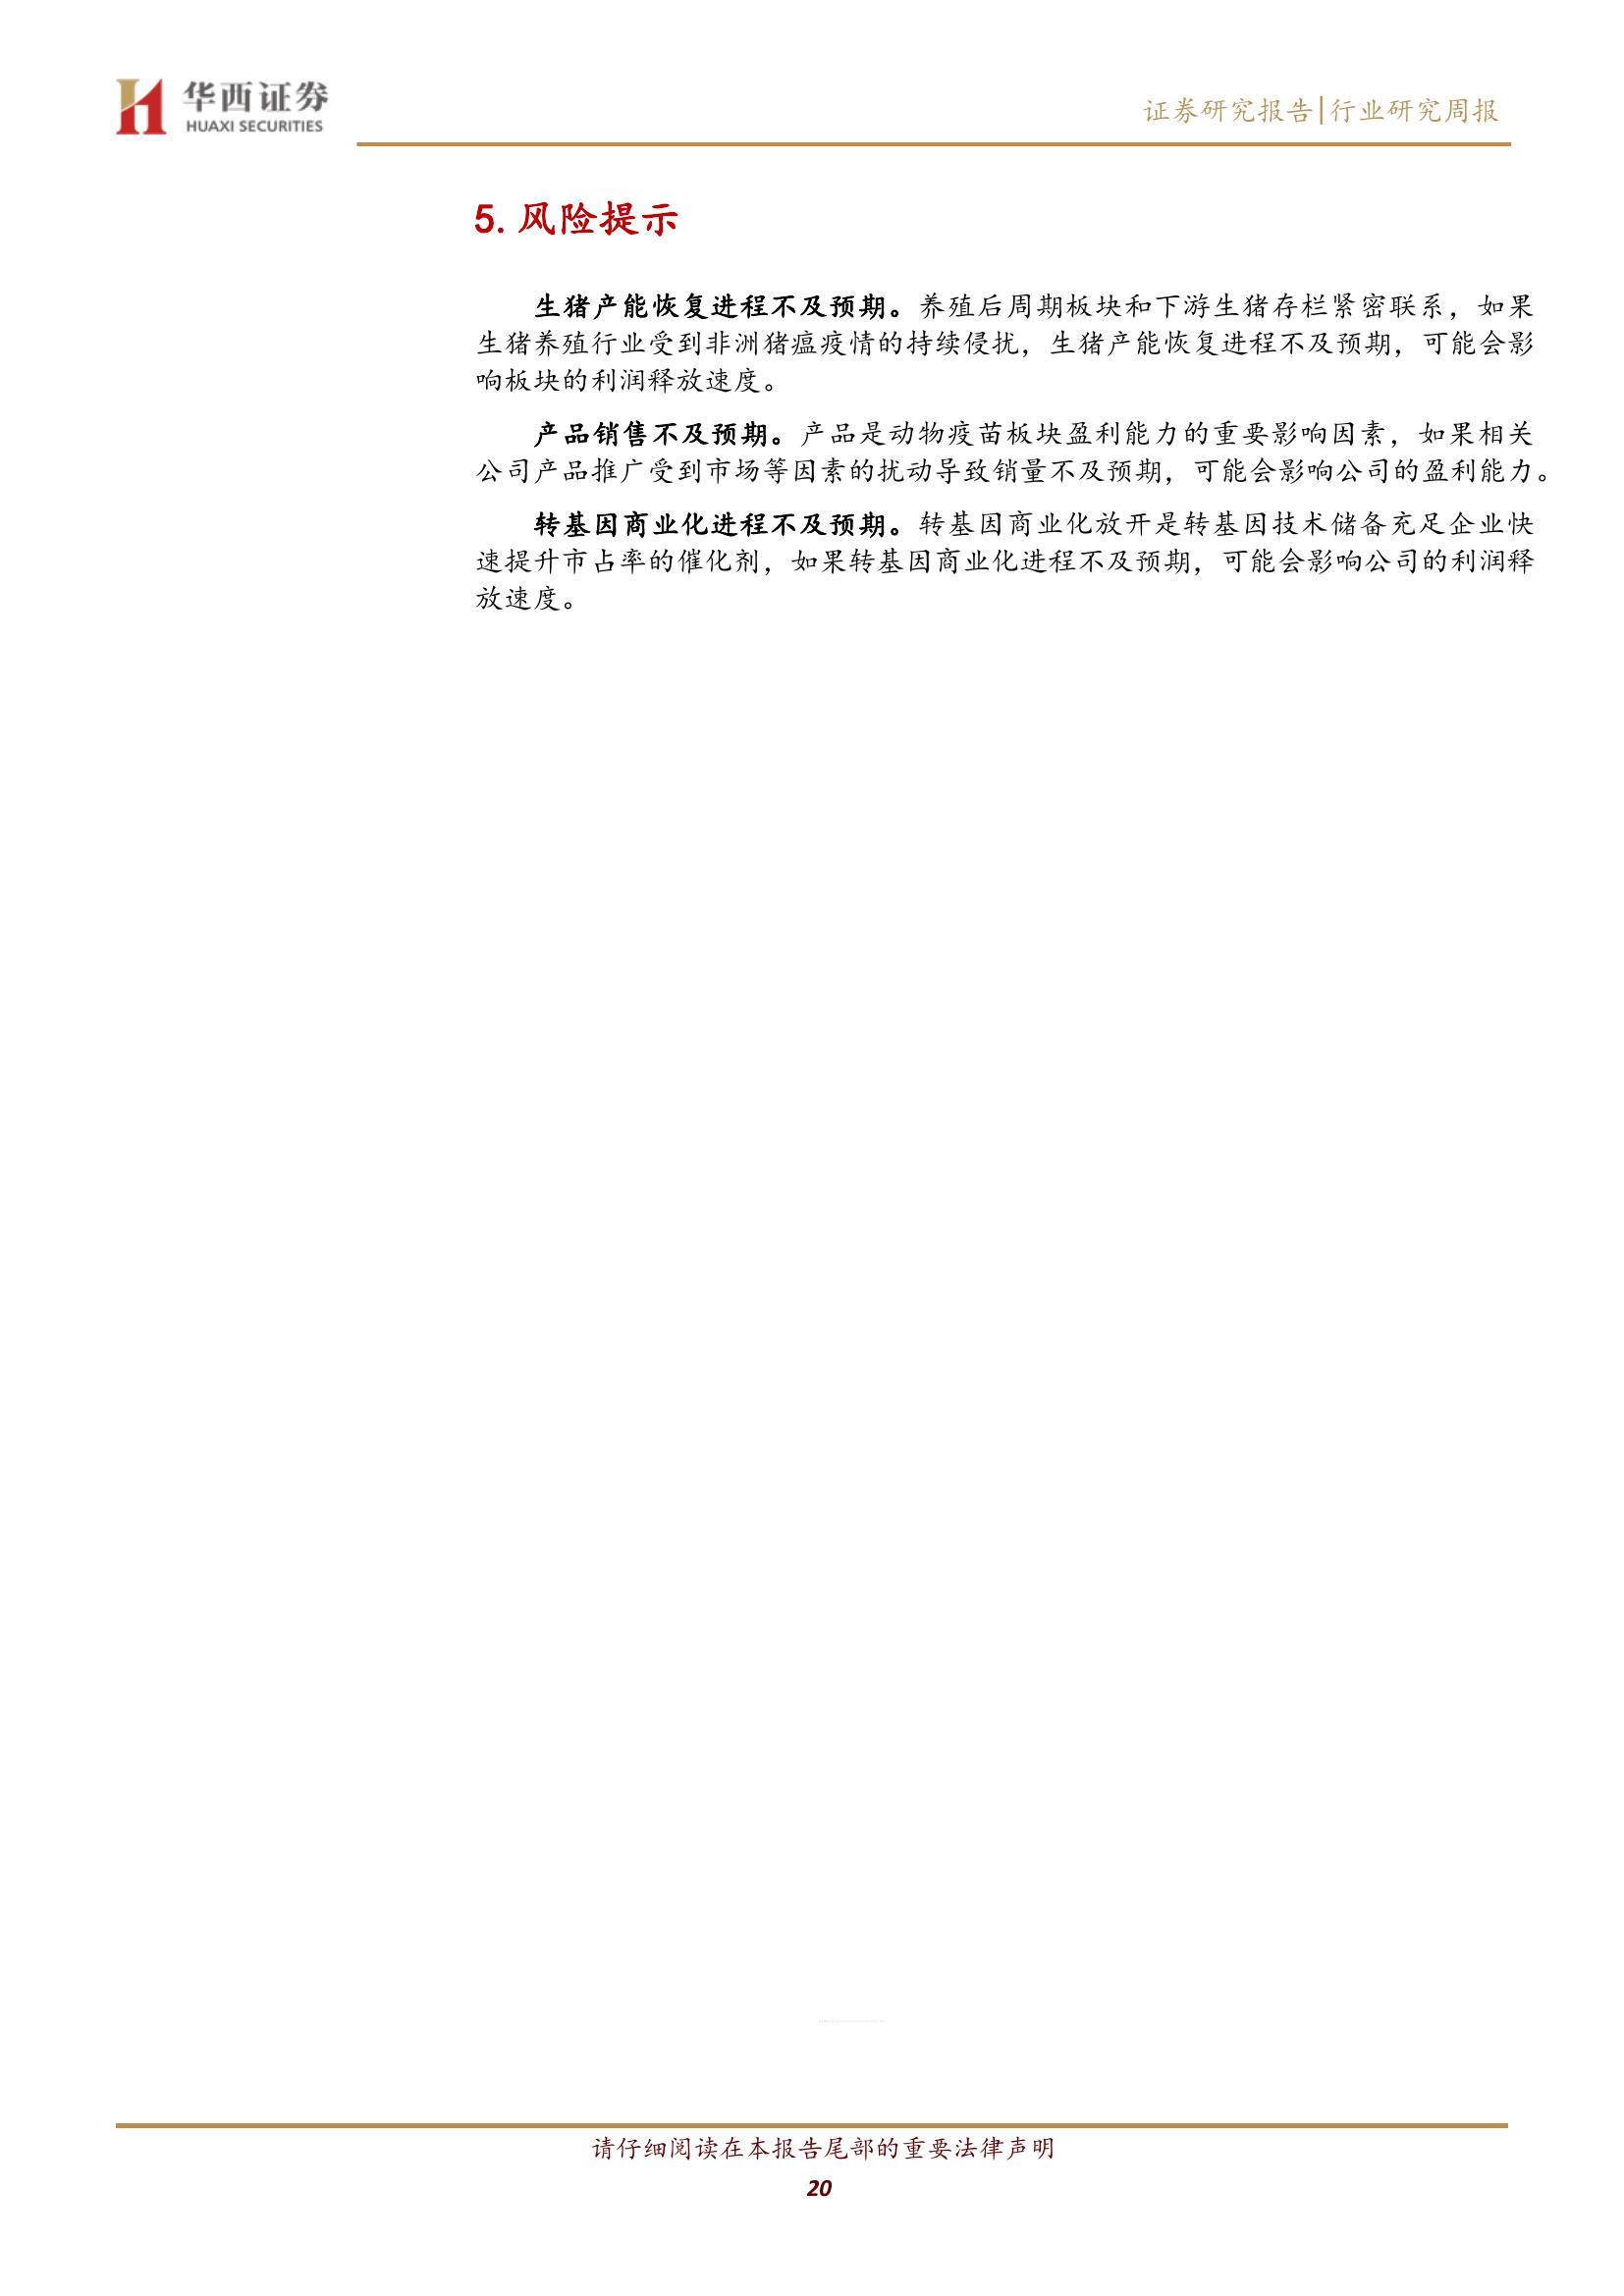 华西证券
HUAXI SECURITIES
证券研究报告|行业研究周报
5. 风险提示
生猪产能恢复进程不及预期。养殖后周期板块和下游生猪存栏紧密联系，如果
生猪养殖行业受到非洲猪瘟疫情的持续侵扰，生猪产能恢复进程不及预期，可能会影
响板块的利润释放速度。
产品销售不及预期。产品是动物疫苗板块盈利能力的重要影响因素，如果相关
公司产品推广受到市场等因素的扰动导致销量不及预期，可能会影响公司的盈利能力。
转基因商业化进程不及预期。转基因商业化放开是转基因技术储备充足企业快
速提升市占率的催化剂，如果转基因商业化进程不及预期，可能会影响公司的利润释
放速度。
请仔细阅读在本报告尾部的重要法律声明
20